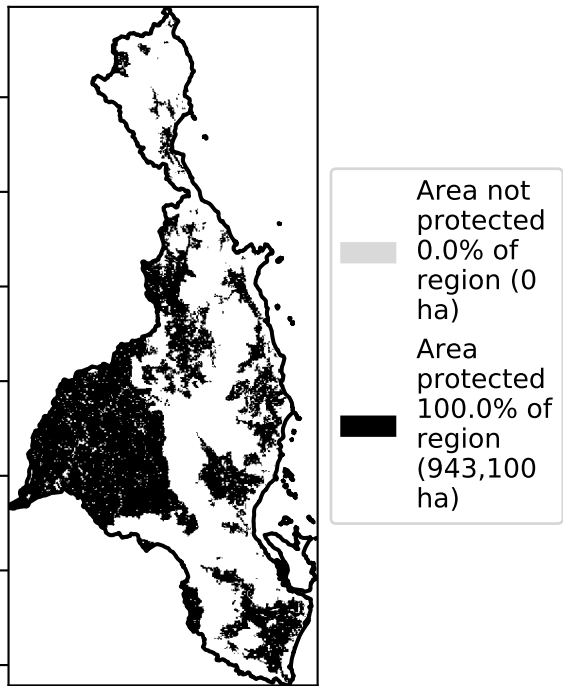 Area not
protected
0.0% of
region (0
ha)
Area
protected
100.0% of
region
(943,100
ha)